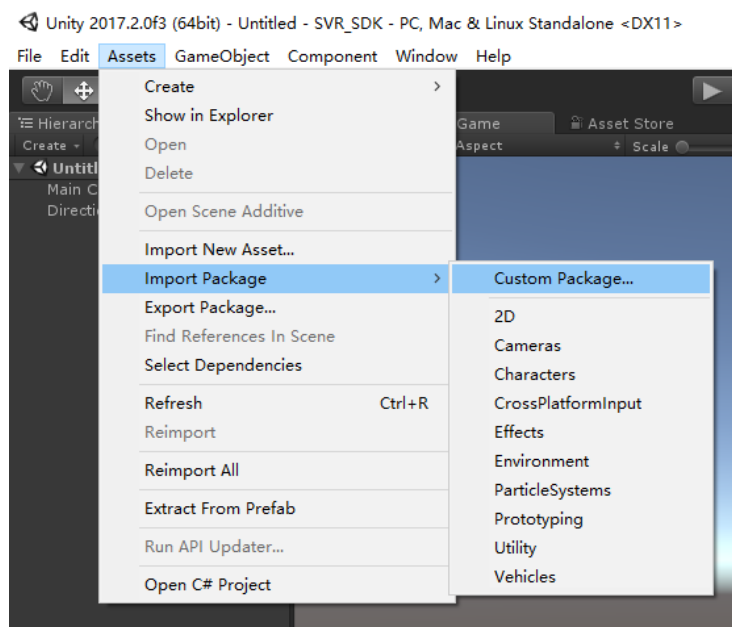 Unity 2017.2.0f3 (64bit) - Untitled - SVR_SDK - PC, Mac & Linux Standalone <DX11>
File Edit Assets GameObject Component Window Help
Hierarch
Game
Asset Store
Create
Aspect
Scale
Untitl
Main C
Directi
Create
Show in Explorer
Open
Delete
Open Scene Additive
Import New Asset...
Import Package
Export Package...
Find References In Scene
Select Dependencies
Refresh Ctrl+R
Reimport
Reimport All
Extract From Prefab
Run API Updater...
Open C# Project
Custom Package...
2D
Cameras
Characters
CrossPlatformInput
Effects
Environment
ParticleSystems
Prototyping
Utility
Vehicles